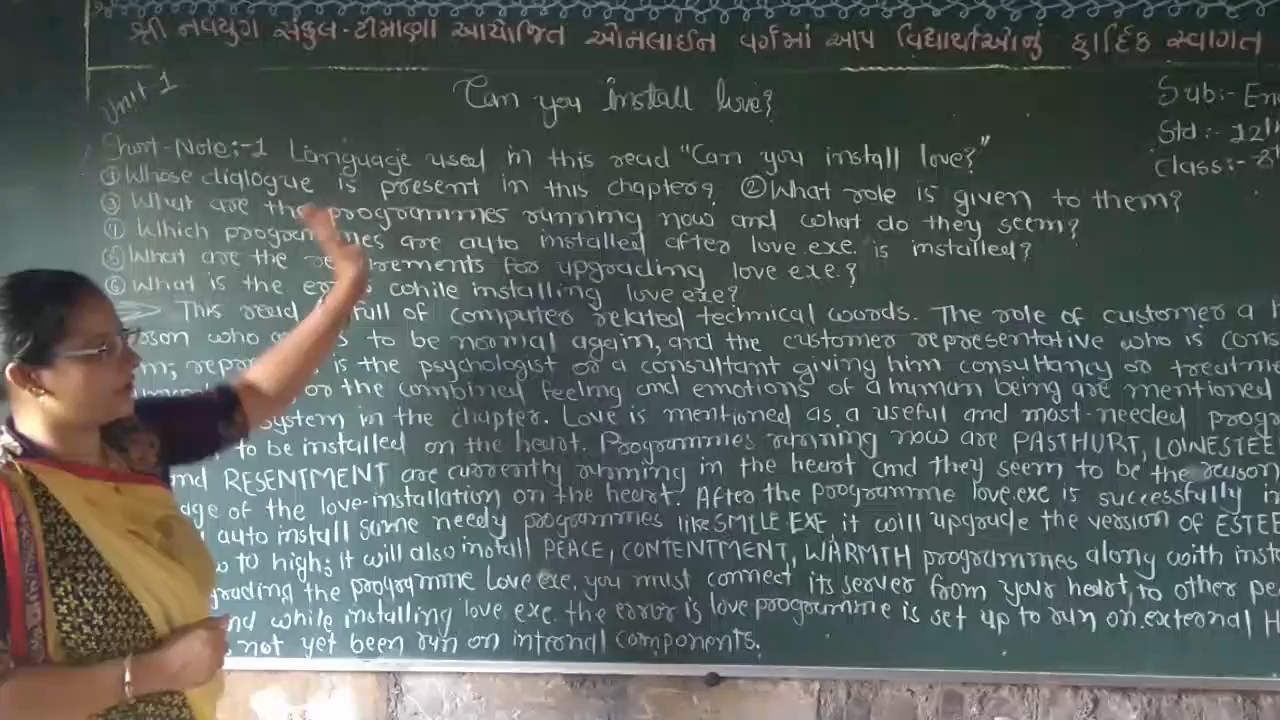 શ્રી નવયુગ સંકુલ-ટીમાણા આયોજિત ઓનલાઈન વર્ગમાં આપ વિદ્યાર્થીઓનું હાર્દિક સ્વાગત
Unit-1
Can you install love?
Sub:- En
Std:- 12th
Class:-
Short-Note:-1 Language used in this read "Can you install love?"
① Whose dialogue is present in this chapter? ② What role is given to them?
③ What are the programmes running now and what do they seem?
④ Which programmes are auto installed after love.exe. is installed?
⑤ What are the requirements for upgrading love exe.?
⑥ What is the error while installing love.exe?
This read full of computer related technical words. The role of customer a
who to be normal again, and the customer representative who is cons
is the psychologist or a consultant giving him consultancy or treatme
or the combined feeling and emotions of a human being are mentioned
system in the chapter. Love is mentioned as a useful and most-needed progr
to be installed on the heart. Programmes running now are PASTHURT, LOWESTEE
and RESENTMENT are currently running in the heart and they seem to be the reason
age of the love-installation on the heart. After the programme love.exe is successfully in
auto install some needy programmes like SMILE.EXE, it will upgrade the version of ESTEE
to high; it will also install PEACE, CONTENTMENT, WARMTH programmes along with inst
grading the programme Love exe, you must connect its server from your heart, to other pe
nd while installing love.exe. the error is love programme is set up to run on external H
not yet been run on internal components.